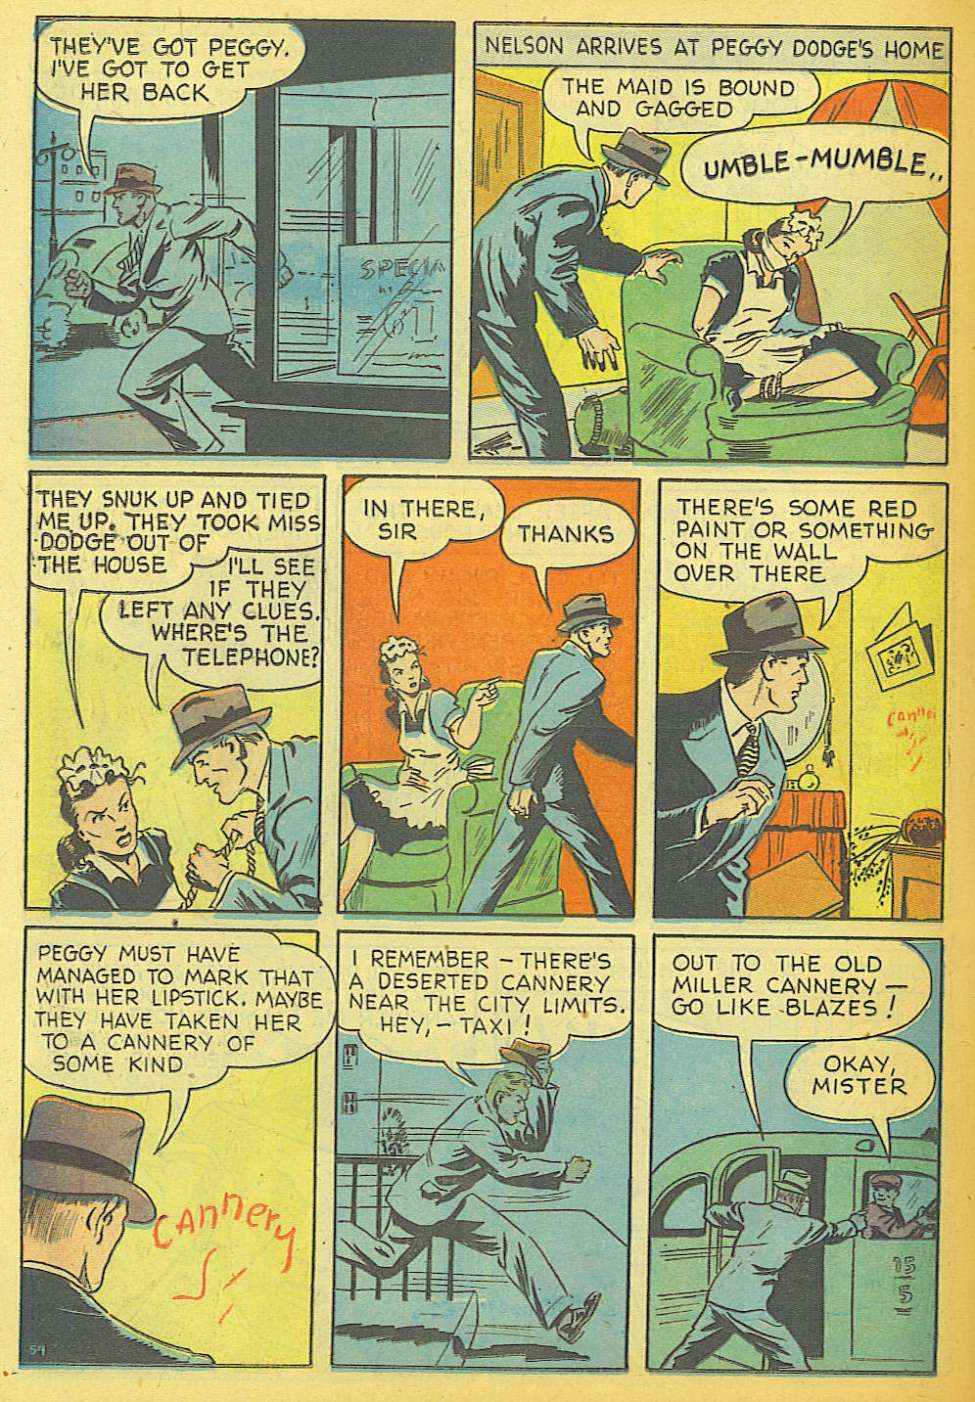 THEY'VE GOT PEGGY.
I'VE GOT TO GET
HER BACK
SPECIA
NELSON ARRIVES AT PEGGY DODGE'S HOME
THE MAID IS BOUND
AND GAGGED
UMBLE-MUMBLE..
THEY SNUK UP AND TIED
ME UP. THEY TOOK MISS
DODGE OUT OF
THE HOUSE
I'LL SEE
IF THEY
LEFT ANY CLUES.
WHERE'S THE
TELEPHONE?
IN THERE,
SIR
THANKS
THERE'S SOME RED
PAINT OR SOMETHING
ON THE WALL
OVER THERE
Canner
PEGGY MUST HAVE
MANAGED TO MARK THAT
WITH HER LIPSTICK. MAYBE
THEY HAVE TAKEN HER
TO A CANNERY OF
SOME KIND
CAnnery
54
I REMEMBER - THERE'S
A DESERTED CANNERY
NEAR THE CITY LIMITS.
HEY, - TAXI!
OUT TO THE OLD
MILLER CANNERY -
GO LIKE BLAZES!
OKAY,
MISTER
15
5